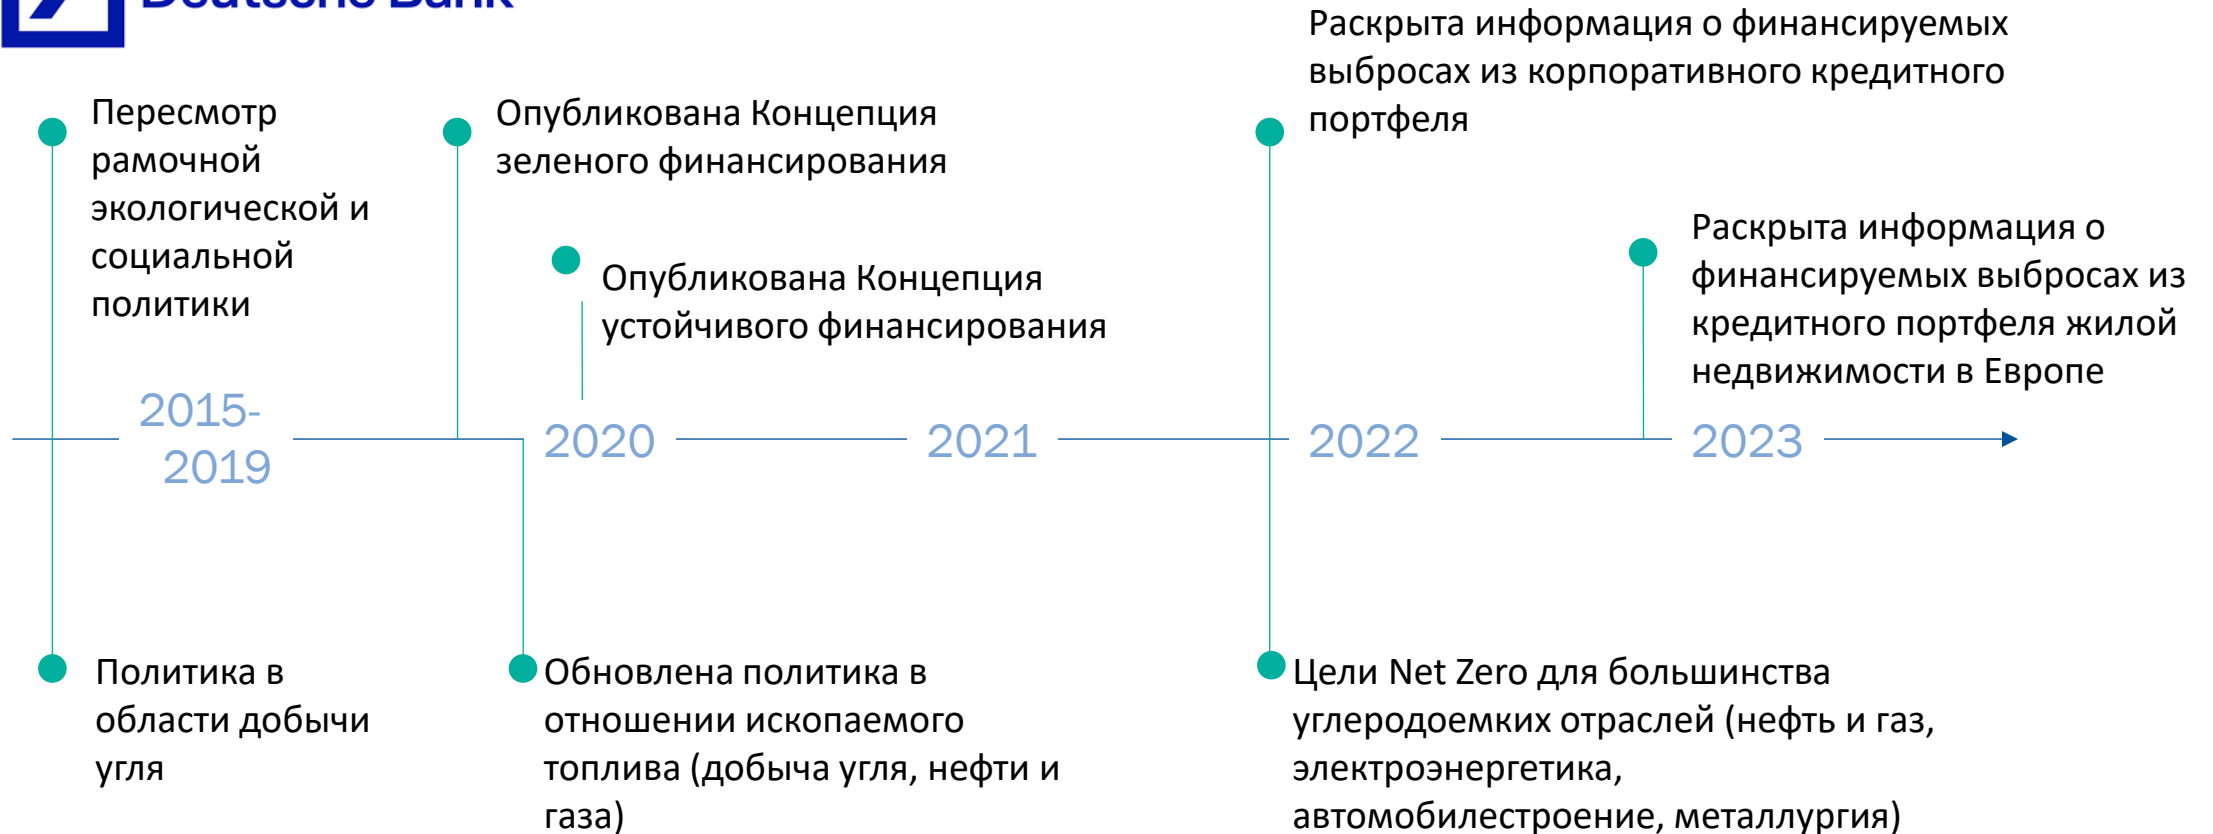 Deutsche Bank
Раскрыта информация о финансируемых
выбросах из корпоративного кредитного
портфеля
Пересмотр
рамочной
экологической и
социальной
политики
Опубликована Концепция
зеленого финансирования
Опубликована Концепция
устойчивого финансирования
Раскрыта информация о
финансируемых выбросах из
кредитного портфеля жилой
недвижимости в Европе
2015-
2019
2020
2021
2022
2023
Политика в
области добычи
угля
Обновлена политика в
отношении ископаемого
топлива (добыча угля, нефти и
газа)
Цели Net Zero для большинства
углеродоемких отраслей (нефть и газ,
электроэнергетика,
автомобилестроение, металлургия)